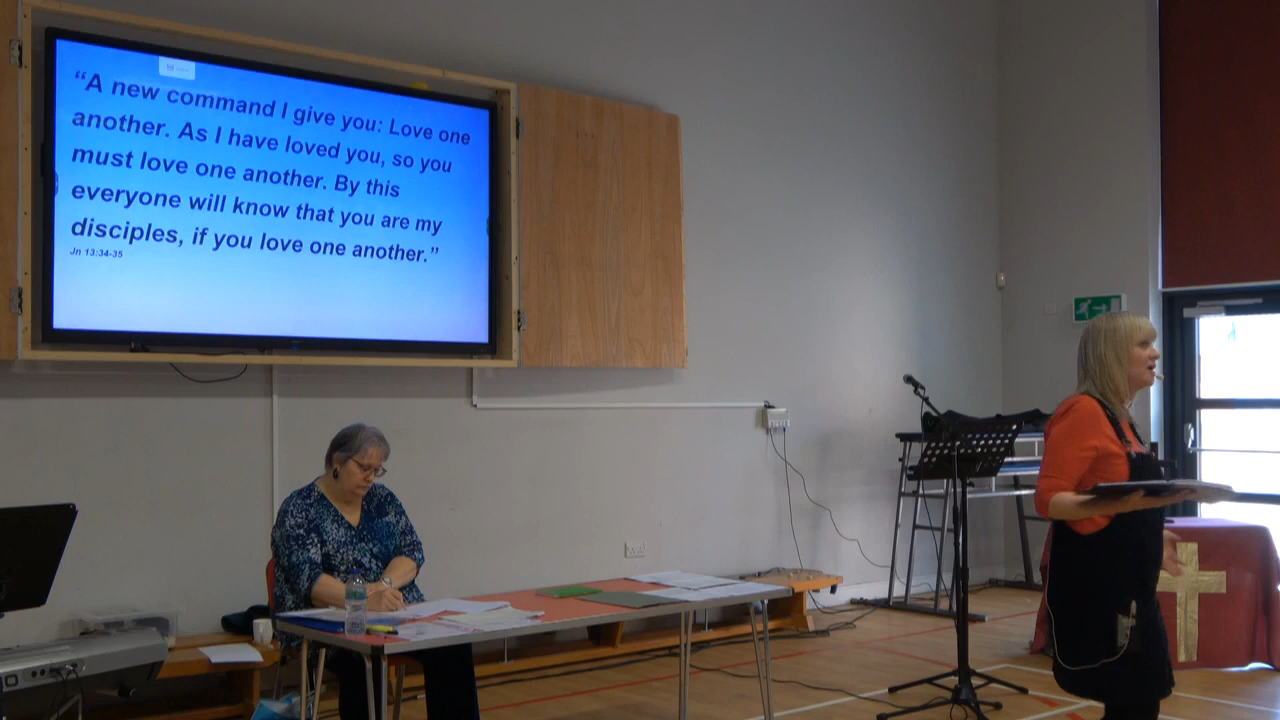 “A new command I give you: Love one
another. As I have loved you, so you
must love one another. By this
everyone will know that you are my
disciples, if you love one another.”
Jn 13:34-35